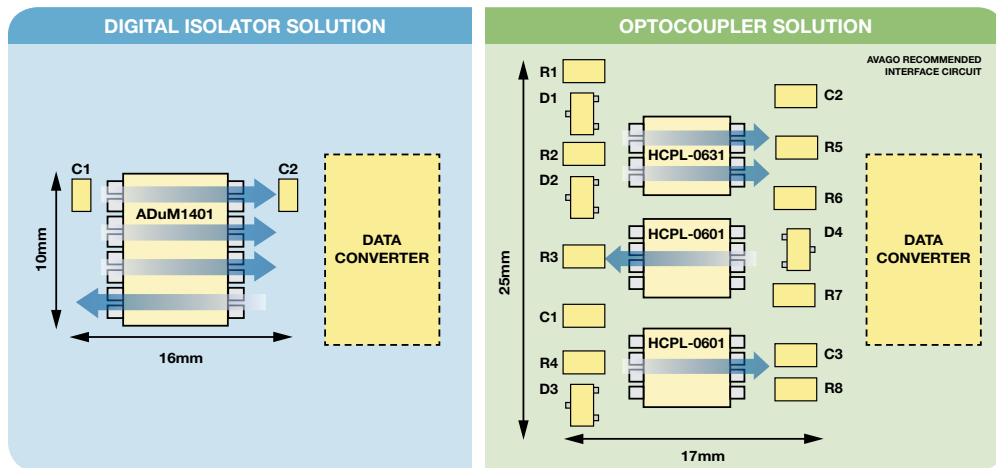 DIGITAL ISOLATOR SOLUTION
C1
C2
ADuM1401
10mm
16mm
DATA
CONVERTER
OPTOCOUPLER SOLUTION
AVAGO RECOMMENDED
INTERFACE CIRCUIT
R1
D1
R2
D2
R3
C1
R4
D3
25mm
HCPL-0631
HCPL-0601
HCPL-0601
C2
R5
R6
D4
R7
C3
R8
17mm
DATA
CONVERTER